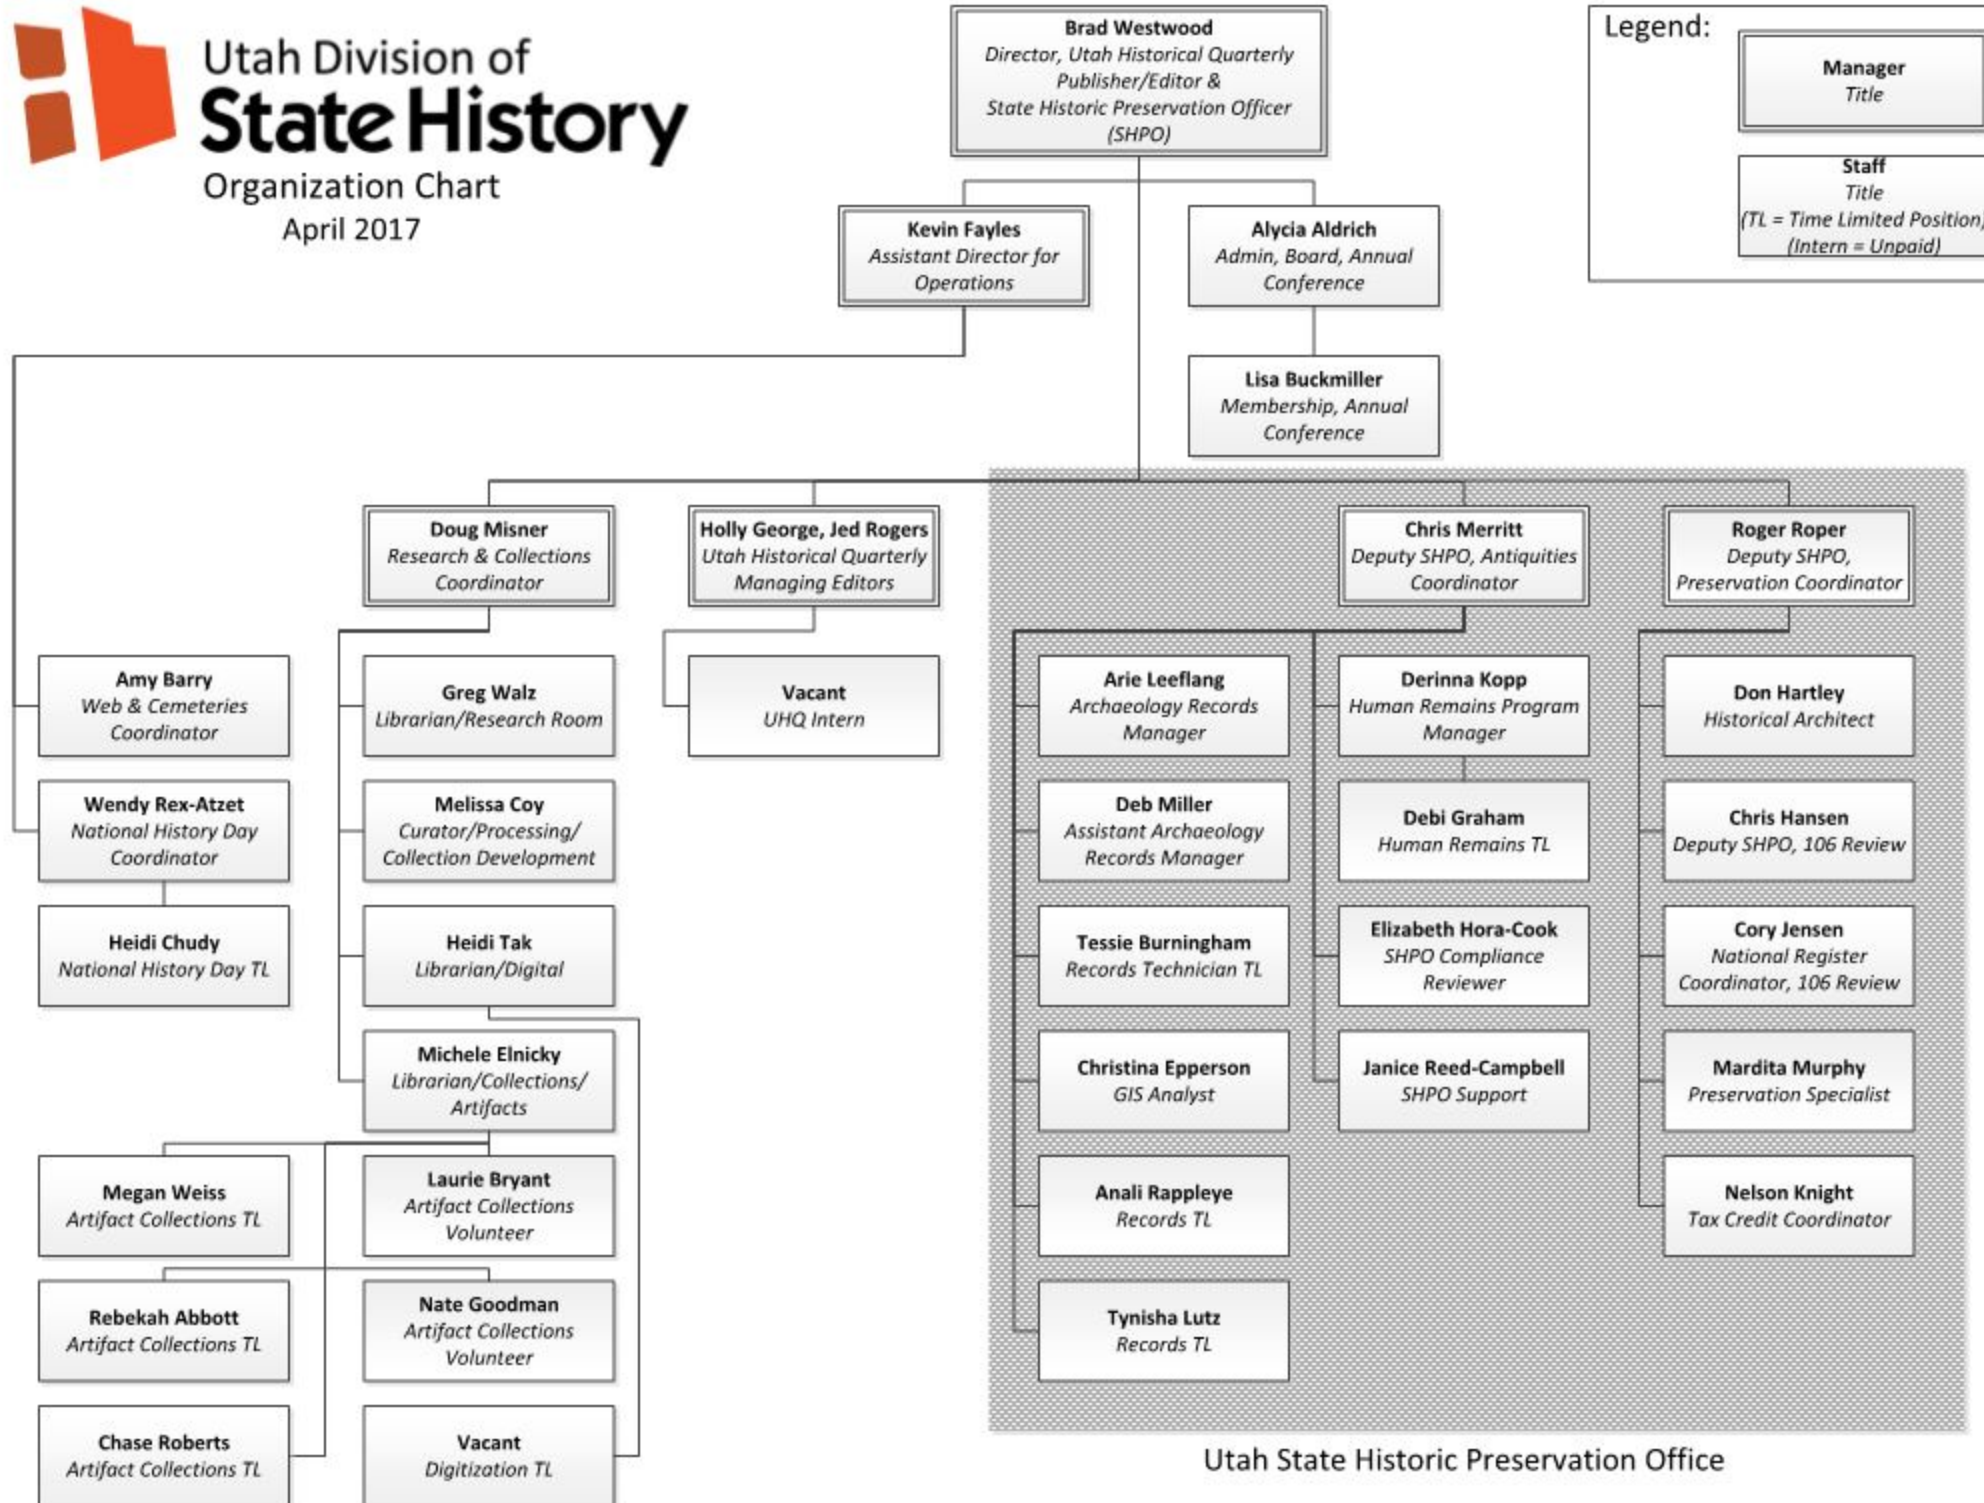 Utah Division of
State History
Organization Chart
April 2017
Brad Westwood
Director, Utah Historical Quarterly
Publisher/Editor &
State Historic Preservation Officer
(SHPO)
Legend:
Manager
Title
Staff
Title
(TL = Time Limited Position)
(Intern = Unpaid)
Kevin Fayles
Assistant Director for
Operations
Alycia Aldrich
Admin, Board, Annual
Conference
Lisa Buckmiller
Membership, Annual
Conference
Doug Misner
Research & Collections
Coordinator
Holly George, Jed Rogers
Utah Historical Quarterly
Managing Editors
Chris Merritt
Deputy SHPO, Antiquities
Coordinator
Roger Roper
Deputy SHPO,
Preservation Coordinator
Amy Barry
Web & Cemeteries
Coordinator
Greg Walz
Librarian/Research Room
Vacant
UHQ Intern
Arie Leeflang
Archaeology Records
Manager
Derinna Kopp
Human Remains Program
Manager
Don Hartley
Historical Architect
Wendy Rex-Atzet
National History Day
Coordinator
Melissa Coy
Curator/Processing/
Collection Development
Deb Miller
Assistant Archaeology
Records Manager
Debi Graham
Human Remains TL
Chris Hansen
Deputy SHPO, 106 Review
Heidi Chudy
National History Day TL
Heidi Tak
Librarian/Digital
Tessie Burningham
Records Technician TL
Elizabeth Hora-Cook
SHPO Compliance
Reviewer
Cory Jensen
National Register
Coordinator, 106 Review
Michele Elnicky
Librarian/Collections/
Artifacts
Christina Epperson
GIS Analyst
Janice Reed-Campbell
SHPO Support
Mardita Murphy
Preservation Specialist
Megan Weiss
Artifact Collections TL
Laurie Bryant
Artifact Collections
Volunteer
Anali Rappleye
Records TL
Nelson Knight
Tax Credit Coordinator
Rebekah Abbott
Artifact Collections TL
Nate Goodman
Artifact Collections
Volunteer
Tynisha Lutz
Records TL
Chase Roberts
Artifact Collections TL
Vacant
Digitization TL
Utah State Historic Preservation Office